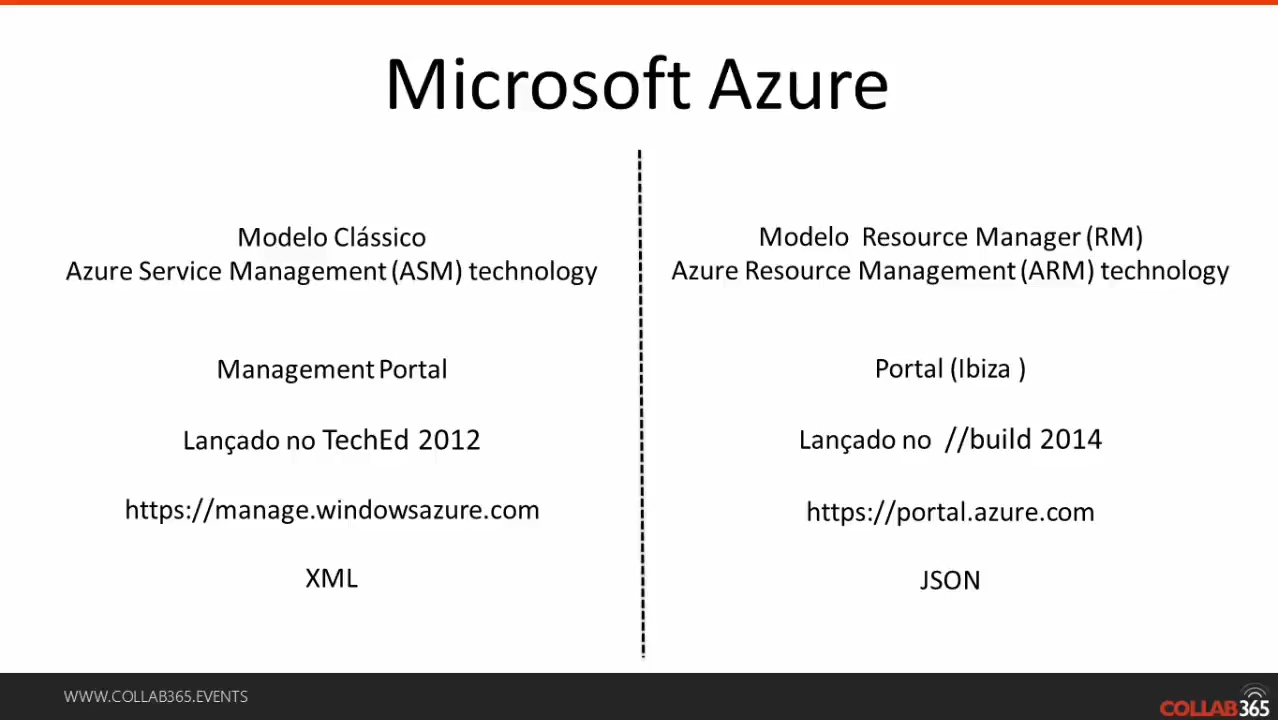 Microsoft Azure
Modelo Clássico
Azure Service Management (ASM) technology
Management Portal
Lançado no TechEd 2012
https://manage.windowsazure.com
XML
Modelo Resource Manager (RM)
Azure Resource Management (ARM) technology
Portal (Ibiza )
Lançado no //build 2014
https://portal.azure.com
JSON
WWW.COLLAB365.EVENTS
COLLAB365